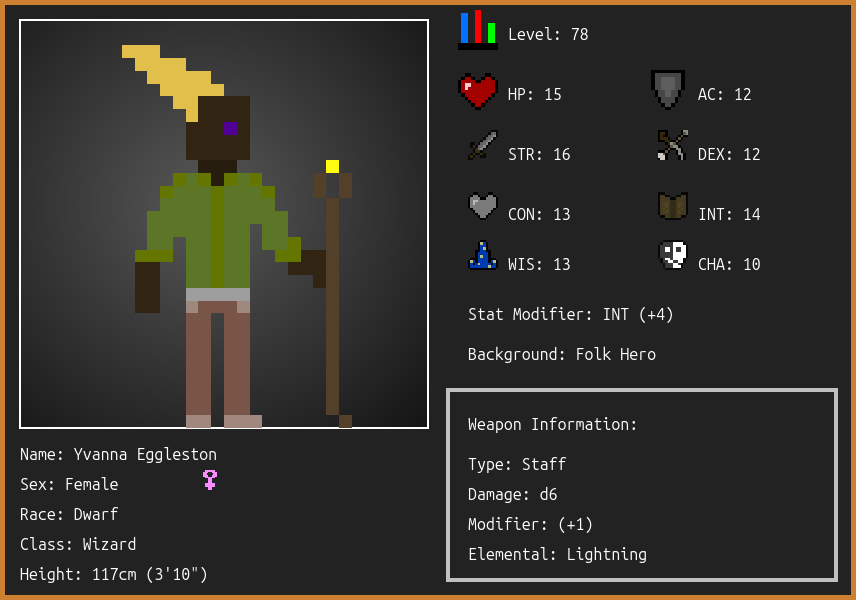 Level: 78
HP: 15
AC: 12
STR: 16
DEX: 12
CON: 13
INT: 14
WIS: 13
CHA: 10
Stat Modifier: INT (+4)
Background: Folk Hero
Weapon Information:
Type: Staff
Damage: d6
Modifier: (+1)
Elemental: Lightning
Name: Yvanna Eggleston
Sex: Female
Race: Dwarf
Class: Wizard
Height: 117cm (3'10")